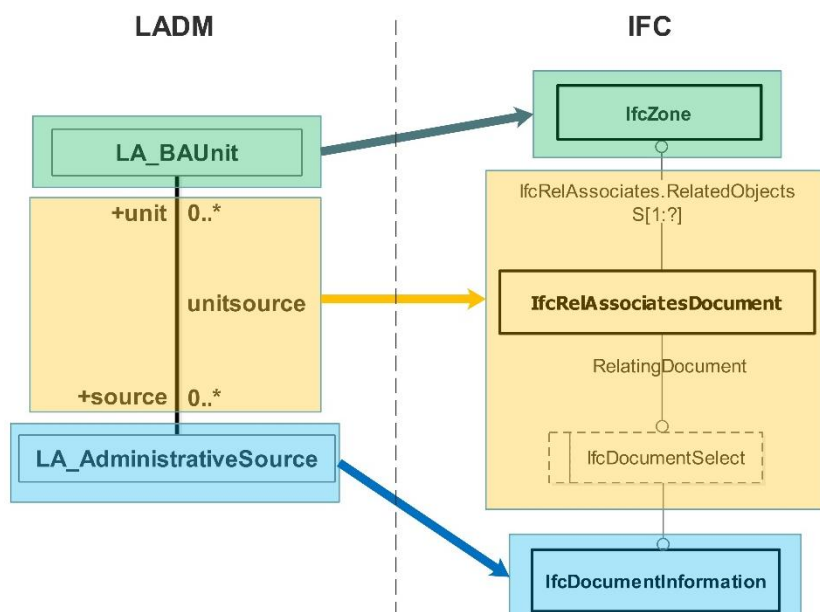 LADM
IFC
LA_BAUnit
IfcZone
+unit 0..*
unitsource
+source 0..*
LA_AdministrativeSource
IfcRelAssociates.RelatedObjects
S[1:?]
IfcRelAssociatesDocument
RelatingDocument
IfcDocumentSelect
IfcDocumentInformation